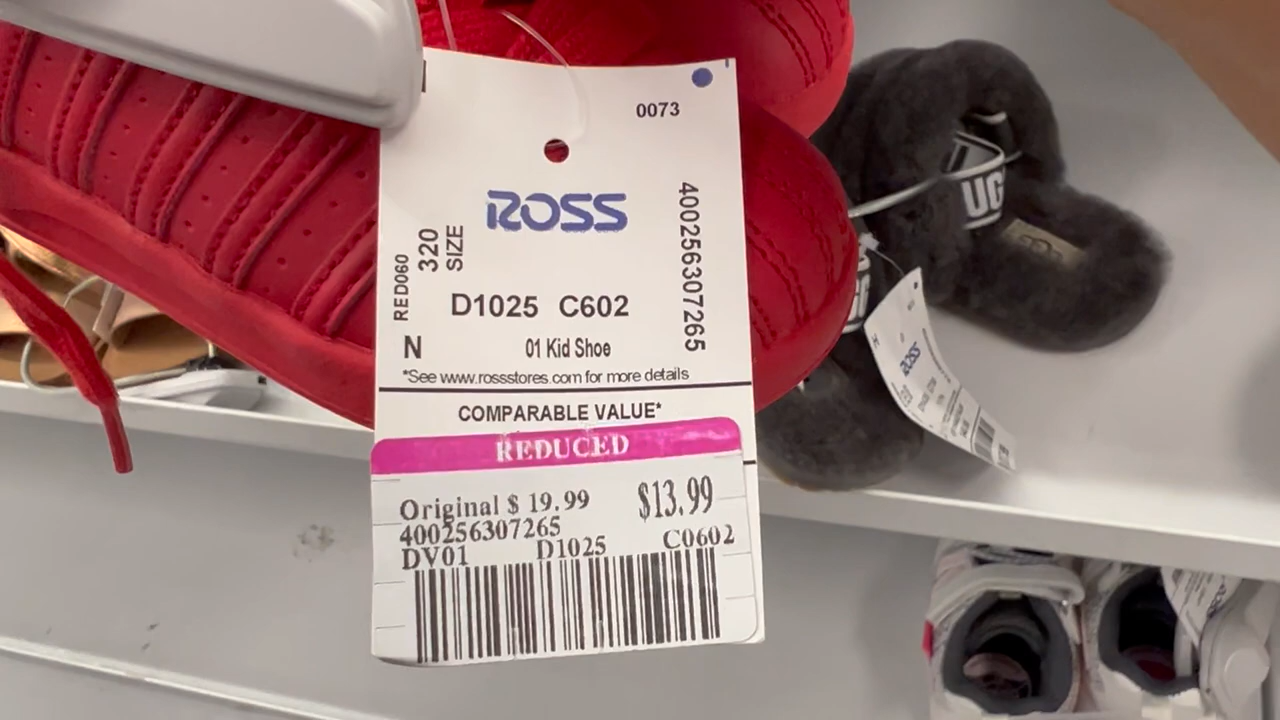 0073
ROSS
RED060
320
SIZE
400256307265
D1025 C602
N
01 Kid Shoe
*See www.rossstores.com for more details
COMPARABLE VALUE*
REDUCED
Original $ 19.99
$13.99
400256307265
DV01 D1025 C0602
UG
ROSS